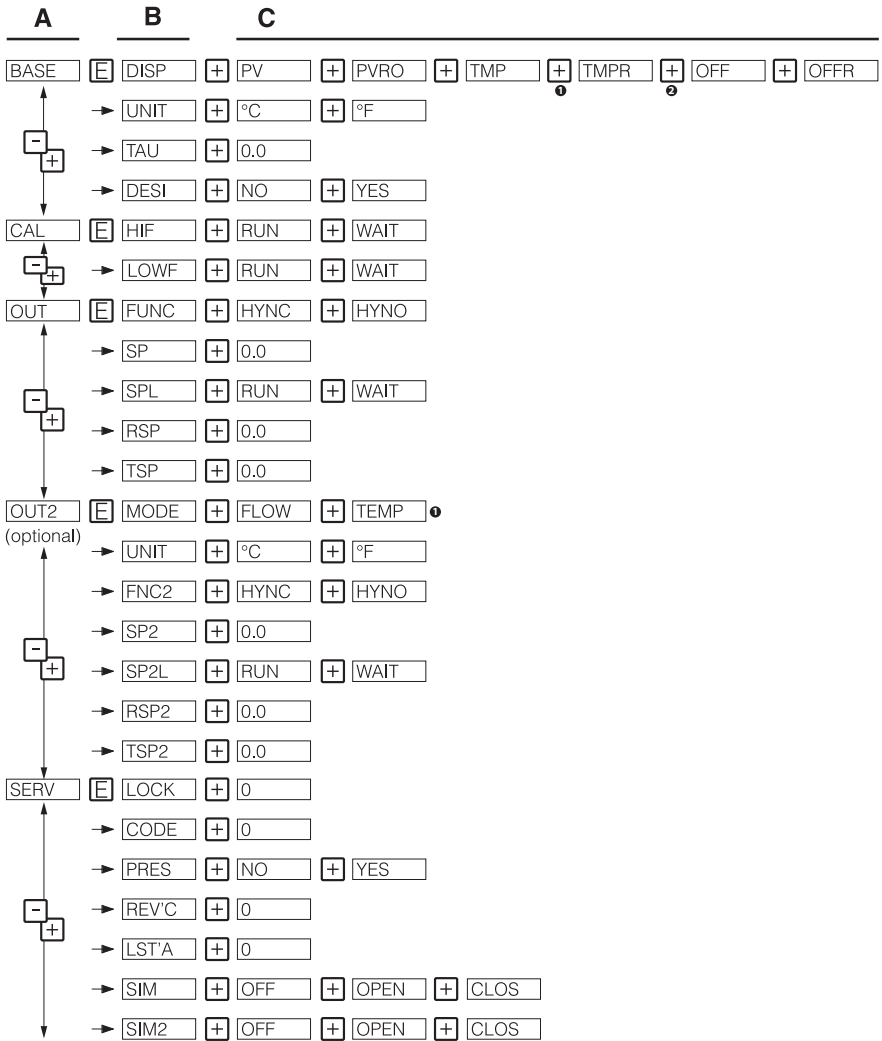 A B C
BASE E DISP + PV + PVRO + TMP + ❶ TMPR + ❷ OFF + OFFR
UNIT + °C + °F
- +
TAU + 0.0
DESI + NO + YES
CAL E HIF + RUN + WAIT
- +
LOWF + RUN + WAIT
OUT E FUNC + HYNC + HYNO
SP + 0.0
- +
SPL + RUN + WAIT
RSP + 0.0
TSP + 0.0
OUT2 E MODE + FLOW + TEMP ❶
(optional)
UNIT + °C + °F
FNC2 + HYNC + HYNO
SP2 + 0.0
- +
SP2L + RUN + WAIT
RSP2 + 0.0
TSP2 + 0.0
SERV E LOCK + 0
CODE + 0
PRES + NO + YES
- +
REV'C + 0
LST'A + 0
SIM + OFF + OPEN + CLOS
SIM2 + OFF + OPEN + CLOS